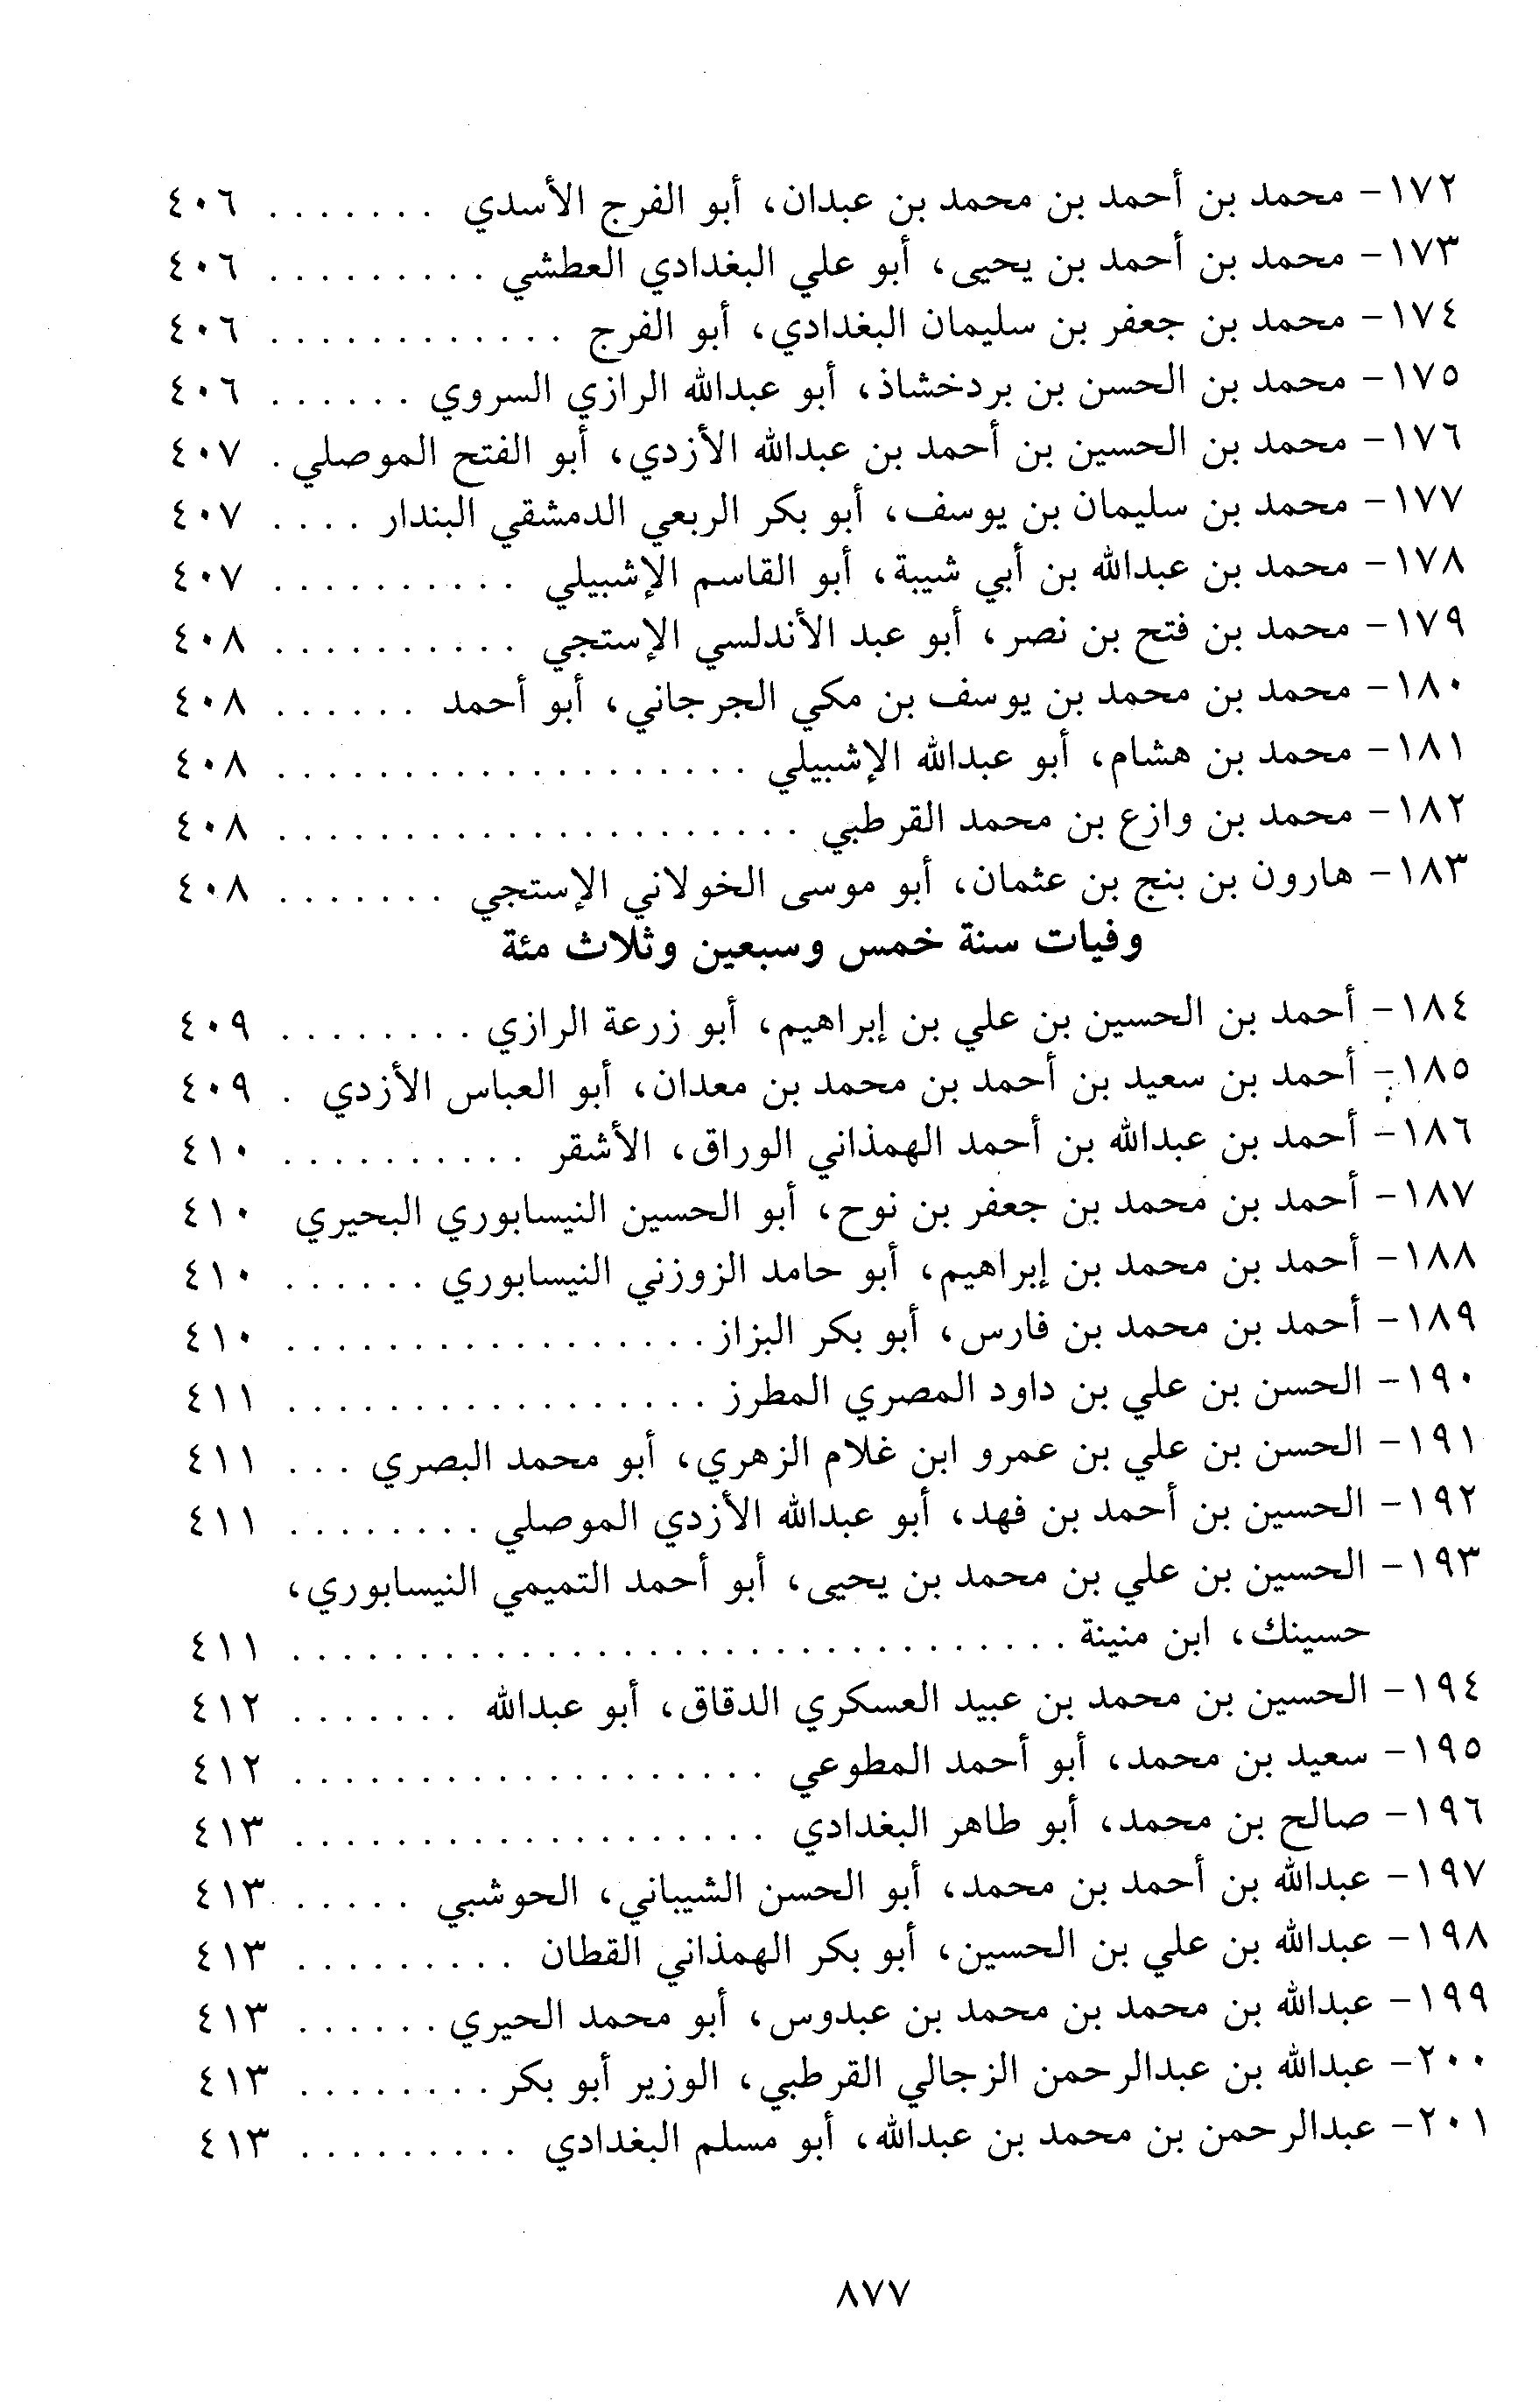 ١٧٢- محمد بن أحمد بن محمد بن عبدان، أبو الفرج الأسدي . . . . . . . ٤٠٦
١٧٣- محمد بن أحمد بن يحيى، أبو علي البغدادي العطشي . . . . . . . . . ٤٠٦
١٧٤- محمد بن جعفر بن سليمان البغدادي، أبو الفرج . . . . . . . . . . . . ٤٠٦
١٧٥- محمد بن الحسن بن بردخشاذ، أبو عبدالله الرازي السروي . . . . . . ٤٠٦
١٧٦- محمد بن الحسين بن أحمد بن عبدالله الأزدي، أبو الفتح الموصلي . ٤٠٧
١٧٧- محمد بن سليمان بن يوسف، أبو بكر الربعي الدمشقي البندار . . . . ٤٠٧
١٧٨- محمد بن عبدالله بن أبي شيبة، أبو القاسم الإشبيلي . . . . . . . . . . ٤٠٧
١٧٩- محمد بن فتح بن نصر، أبو عبد الأندلسي الإستجي . . . . . . . . . . ٤٠٨
١٨٠- محمد بن محمد بن يوسف بن مكي الجرجاني، أبو أحمد . . . . . . ٤٠٨
١٨١- محمد بن هشام، أبو عبدالله الإشبيلي . . . . . . . . . . . . . . . . . . . ٤٠٨
١٨٢- محمد بن وازع بن محمد القرطبي . . . . . . . . . . . . . . . . . . . . . ٤٠٨
١٨٣- هارون بن بنج بن عثمان، أبو موسى الخولاني الإستجي . . . . . . . ٤٠٨
وفيات سنة خمس وسبعين وثلاث مئة
١٨٤- أحمد بن الحسين بن علي بن إبراهيم، أبو زرعة الرازي . . . . . . . . ٤٠٩
١٨٥- أحمد بن سعيد بن أحمد بن محمد بن معدان، أبو العباس الأزدي . ٤٠٩
١٨٦- أحمد بن عبدالله بن أحمد الهمذاني الوراق، الأشقر . . . . . . . . . . ٤١٠
١٨٧- أحمد بن محمد بن جعفر بن نوح، أبو الحسين النيسابوري البحيري ٤١٠
١٨٨- أحمد بن محمد بن إبراهيم، أبو حامد الزوزني النيسابوري . . . . . . ٤١٠
١٨٩- أحمد بن محمد بن فارس، أبو بكر البزاز . . . . . . . . . . . . . . . . . ٤١٠
١٩٠- الحسن بن علي بن داود المصري المطرز . . . . . . . . . . . . . . . . . ٤١١
١٩١- الحسن بن علي بن عمرو ابن غلام الزهري، أبو محمد البصري . . . ٤١١
١٩٢- الحسين بن أحمد بن فهد، أبو عبدالله الأزدي الموصلي . . . . . . . . ٤١١
١٩٣- الحسين بن علي بن محمد بن يحيى، أبو أحمد التميمي النيسابوري،
حسينك، ابن منينة . . . . . . . . . . . . . . . . . . . . . . . . . . . . . . . ٤١١
١٩٤- الحسين بن محمد بن عبيد العسكري الدقاق، أبو عبدالله . . . . . . . ٤١٢
١٩٥- سعيد بن محمد، أبو أحمد المطوعي . . . . . . . . . . . . . . . . . . . ٤١٢
١٩٦- صالح بن محمد، أبو طاهر البغدادي . . . . . . . . . . . . . . . . . . . ٤١٣
١٩٧- عبدالله بن أحمد بن محمد، أبو الحسن الشيباني، الحوشبي . . . . . ٤١٣
١٩٨- عبدالله بن علي بن الحسين، أبو بكر الهمذاني القطان . . . . . . . . . ٤١٣
١٩٩- عبدالله بن محمد بن محمد بن عبدوس، أبو محمد الحيري . . . . . . ٤١٣
٢٠٠- عبدالله بن عبدالرحمن الزجالي القرطبي، الوزير أبو بكر . . . . . . . . ٤١٣
٢٠١- عبدالرحمن بن محمد بن عبدالله، أبو مسلم البغدادي . . . . . . . . . ٤١٣
٨٧٧